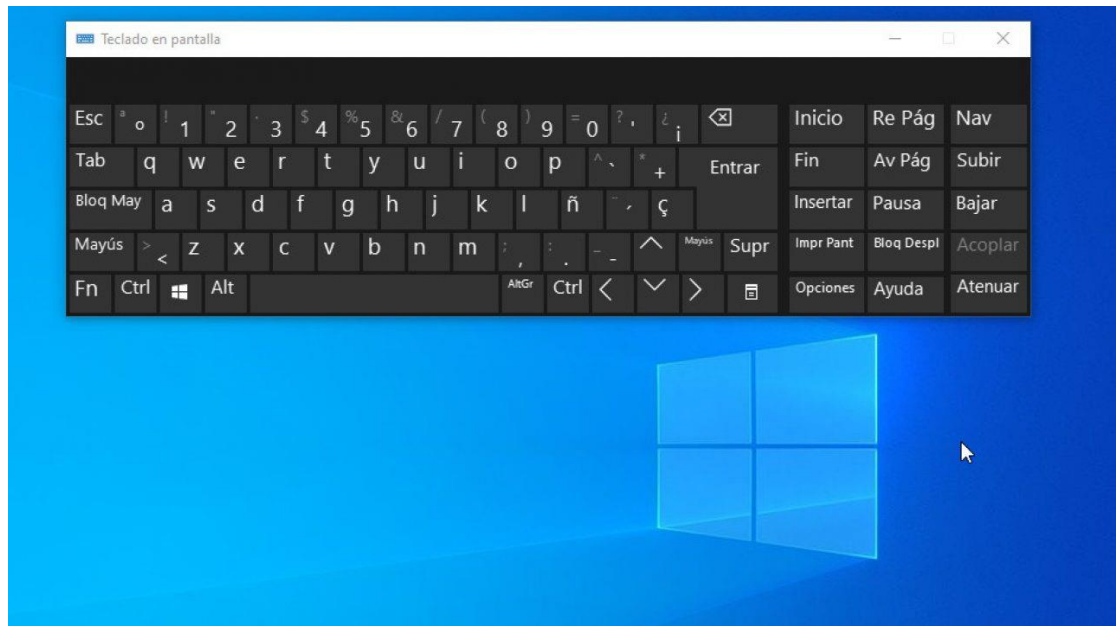 Teclado en pantalla
Esc ª º ! 1 " 2 · 3 $ 4 % 5 & 6 / 7 ( 8 ) 9 = 0 ? ' ¿ ¡ Inicio Re Pág Nav
Tab q w e r t y u i o p ^ ` * + Entrar Fin Av Pág Subir
Bloq May a s d f g h j k l ñ ¨ ´ ç Insertar Pausa Bajar
Mayús > < z x c v b n m ; , : . _ - Mayús Supr Impr Pant Bloq Despl Acoplar
Fn Ctrl Alt AltGr Ctrl Opciones Ayuda Atenuar